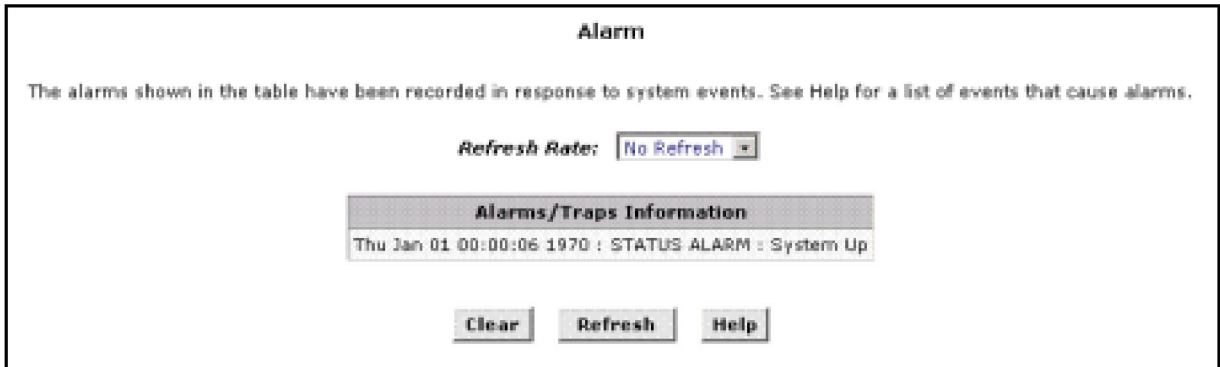 Alarm
The alarms shown in the table have been recorded in response to system events. See Help for a list of events that cause alarms.
Refresh Rate: No Refresh
Alarms/Traps Information
Thu Jan 01 00:00:06 1970 : STATUS ALARM : System Up
Clear Refresh Help